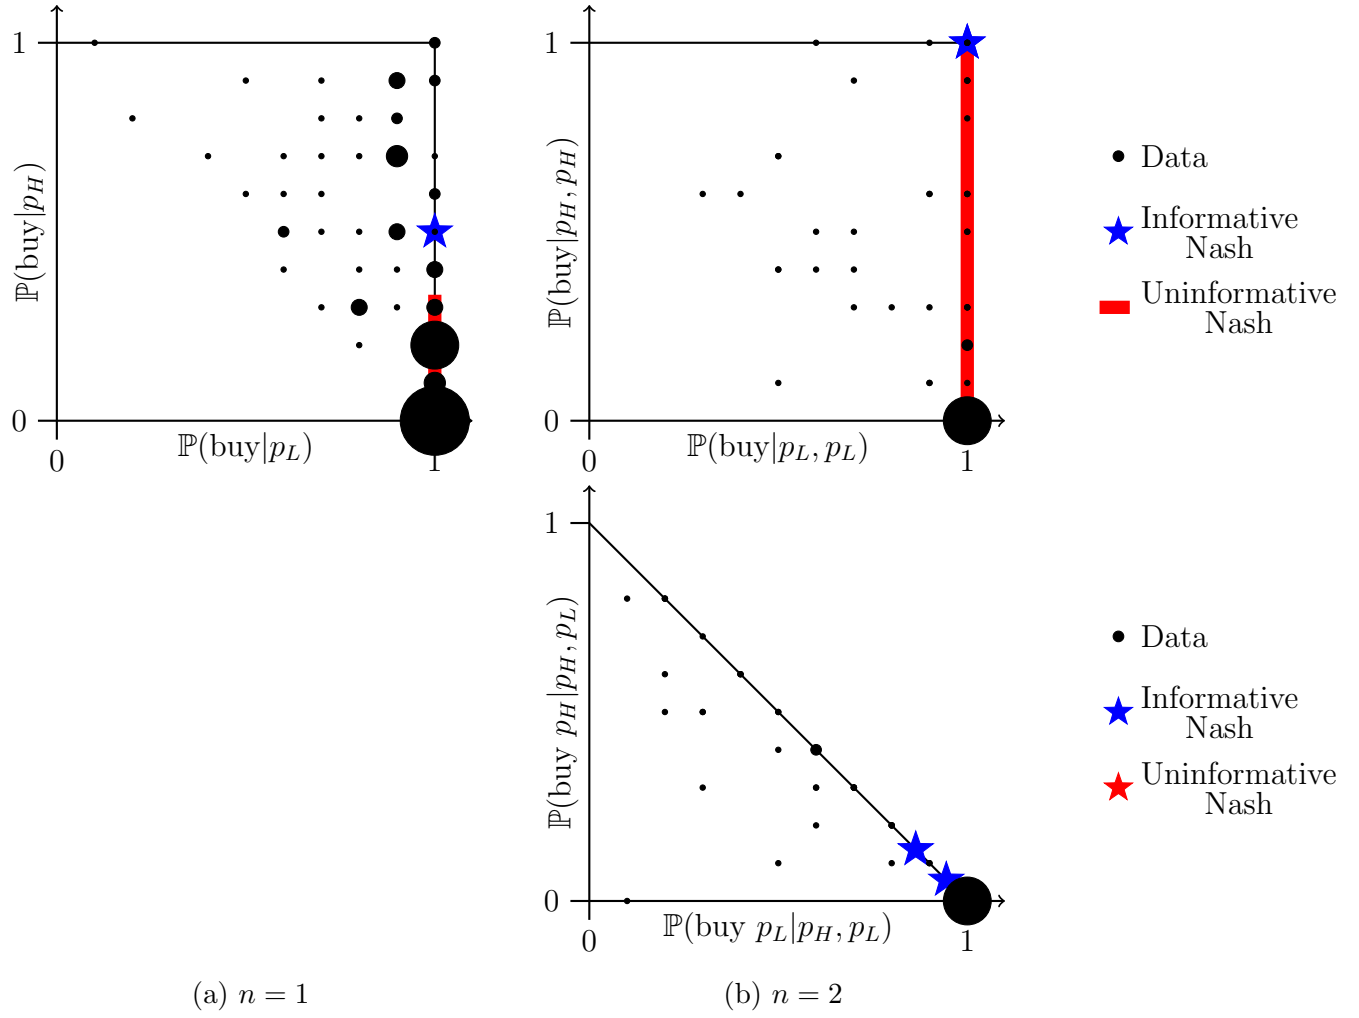 1
ℙ(buy|p_H)
0
ℙ(buy|p_L)
0
1
1
ℙ(buy|p_H, p_H)
0
ℙ(buy|p_L, p_L)
0
1
Data
Informative
Nash
Uninformative
Nash
1
ℙ(buy p_H|p_H, p_L)
0
ℙ(buy p_L|p_H, p_L)
0
1
Data
Informative
Nash
Uninformative
Nash
(a) n = 1
(b) n = 2